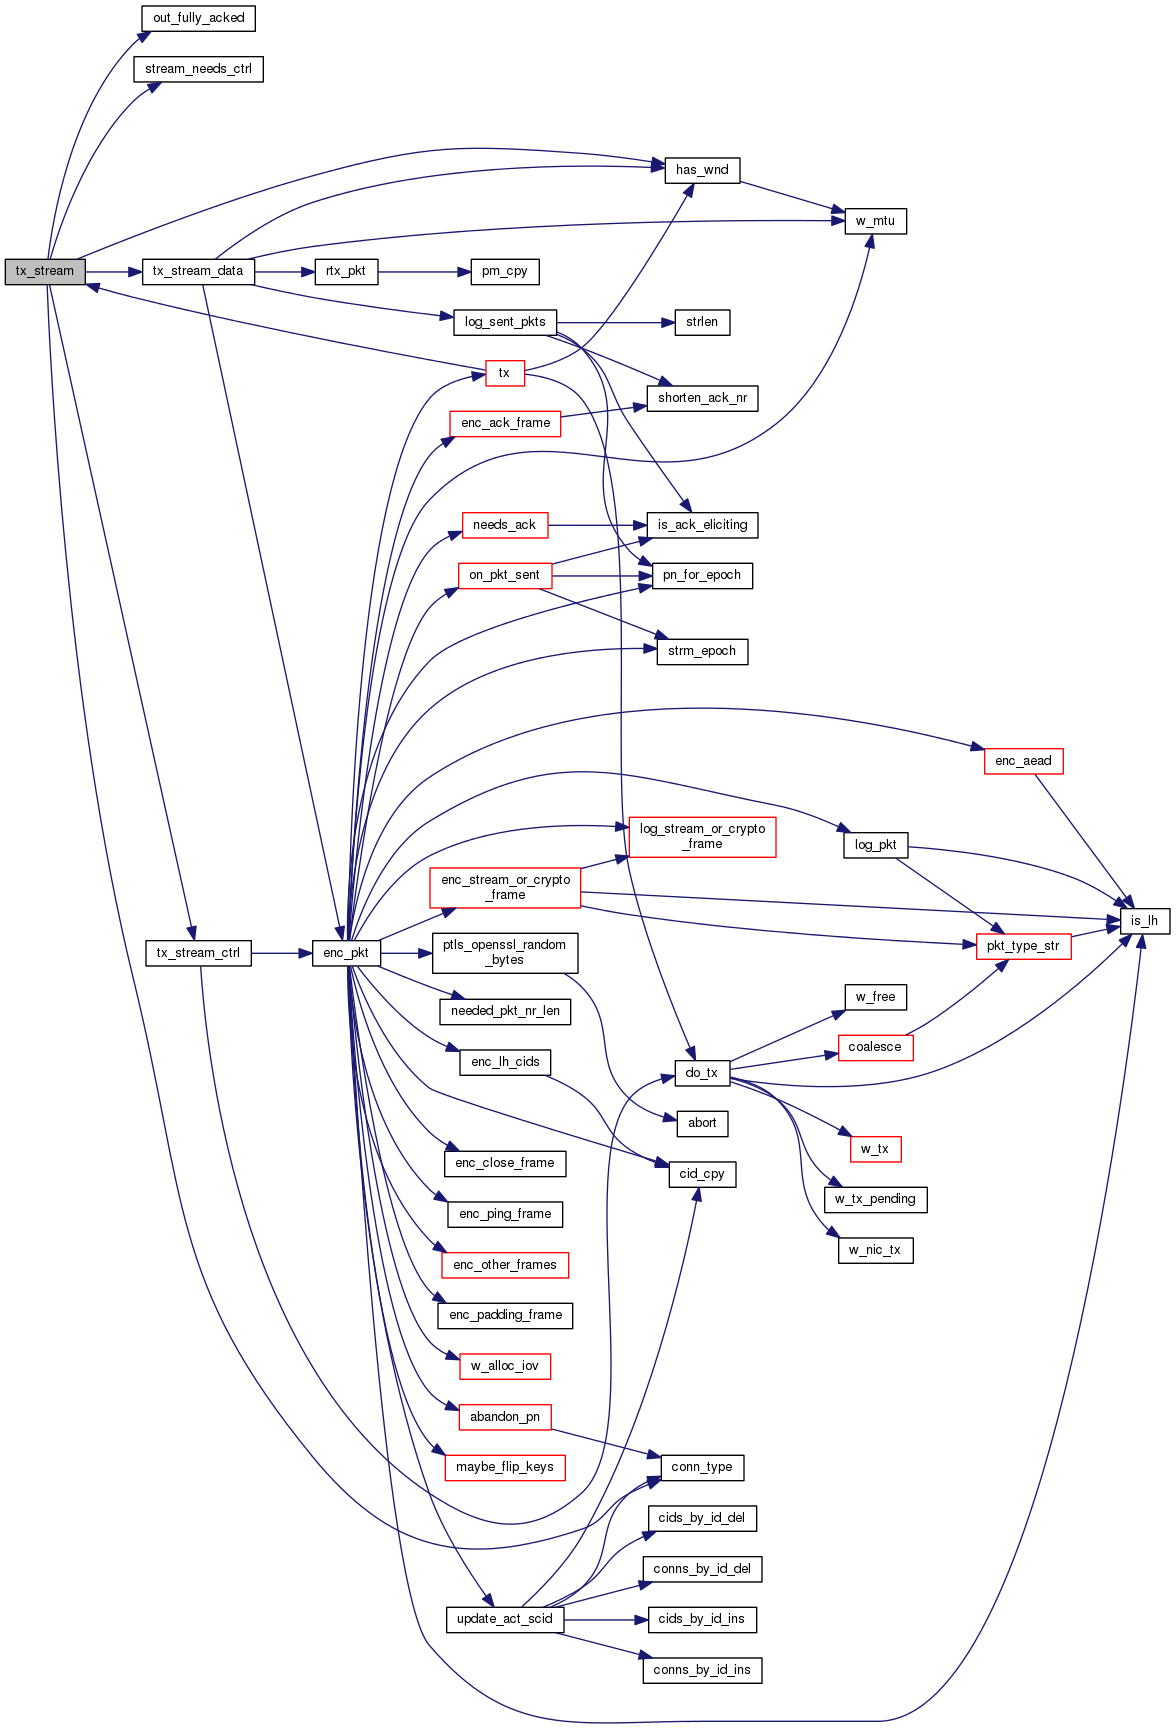 out_fully_acked
stream_needs_ctrl
has_wnd
w_mtu
tx_stream
tx_stream_data
rtx_pkt
pm_cpy
log_sent_pkts
strlen
tx
shorten_ack_nr
enc_ack_frame
needs_ack
is_ack_eliciting
on_pkt_sent
pn_for_epoch
strm_epoch
enc_aead
log_stream_or_crypto
_frame
log_pkt
enc_stream_or_crypto
_frame
is_lh
tx_stream_ctrl
enc_pkt
ptls_openssl_random
_bytes
pkt_type_str
needed_pkt_nr_len
w_free
coalesce
enc_lh_cids
do_tx
abort
w_tx
enc_close_frame
cid_cpy
w_tx_pending
enc_ping_frame
w_nic_tx
enc_other_frames
enc_padding_frame
w_alloc_iov
abandon_pn
maybe_flip_keys
conn_type
cids_by_id_del
conns_by_id_del
update_act_scid
cids_by_id_ins
conns_by_id_ins